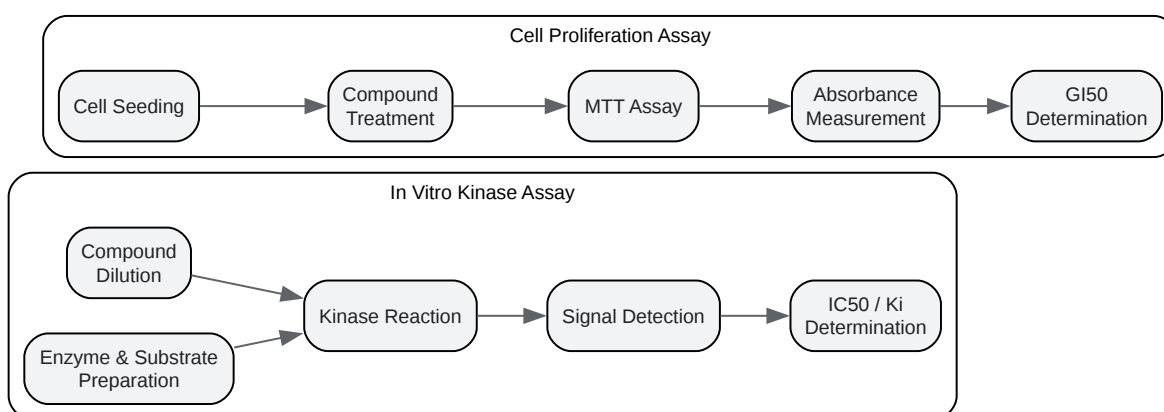 Cell Proliferation Assay
Cell Seeding
Compound
Treatment
MTT Assay
Absorbance
Measurement
GI50
Determination
In Vitro Kinase Assay
Compound
Dilution
Enzyme & Substrate
Preparation
Kinase Reaction
Signal Detection
IC50 / Ki
Determination